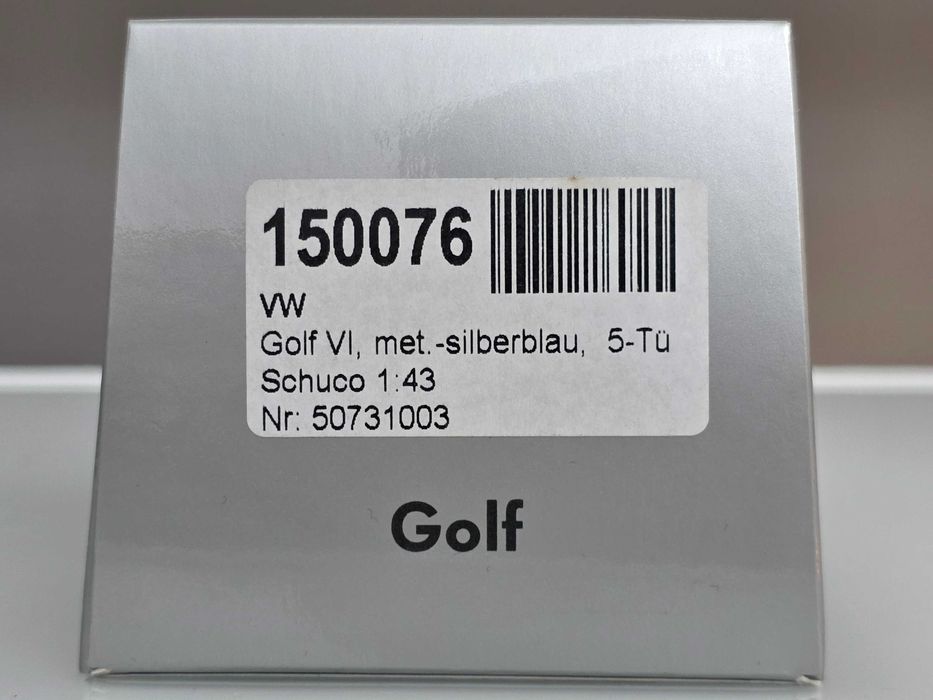 150076
VW
Golf VI, met.-silberblau, 5-Tü
Schuco 1:43
Nr: 50731003
Golf